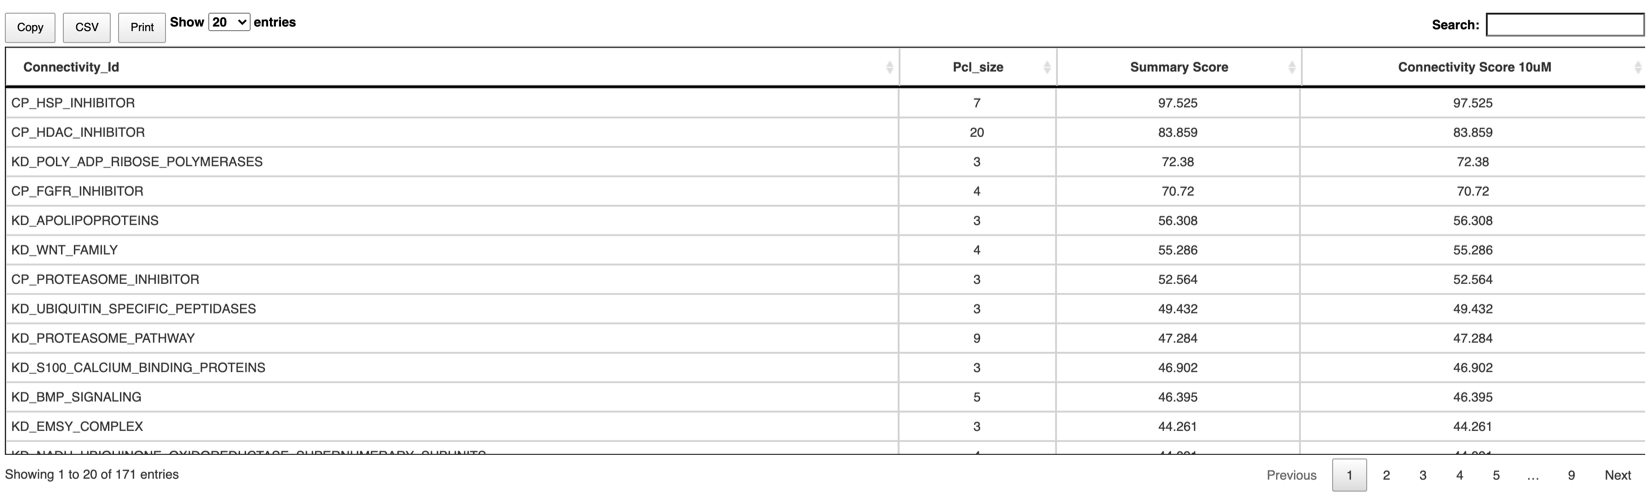 Copy CSV Print Show 20 entries Search:
Connectivity_Id Pcl_size Summary Score Connectivity Score 10uM
CP_HSP_INHIBITOR 7 97.525 97.525
CP_HDAC_INHIBITOR 20 83.859 83.859
KD_POLY_ADP_RIBOSE_POLYMERASES 3 72.38 72.38
CP_FGFR_INHIBITOR 4 70.72 70.72
KD_APOLIPOPROTEINS 3 56.308 56.308
KD_WNT_FAMILY 4 55.286 55.286
CP_PROTEASOME_INHIBITOR 3 52.564 52.564
KD_UBIQUITIN_SPECIFIC_PEPTIDASES 3 49.432 49.432
KD_PROTEASOME_PATHWAY 9 47.284 47.284
KD_S100_CALCIUM_BINDING_PROTEINS 3 46.902 46.902
KD_BMP_SIGNALING 5 46.395 46.395
KD_EMSY_COMPLEX 3 44.261 44.261
Showing 1 to 20 of 171 entries Previous 1 2 3 4 5 ... 9 Next